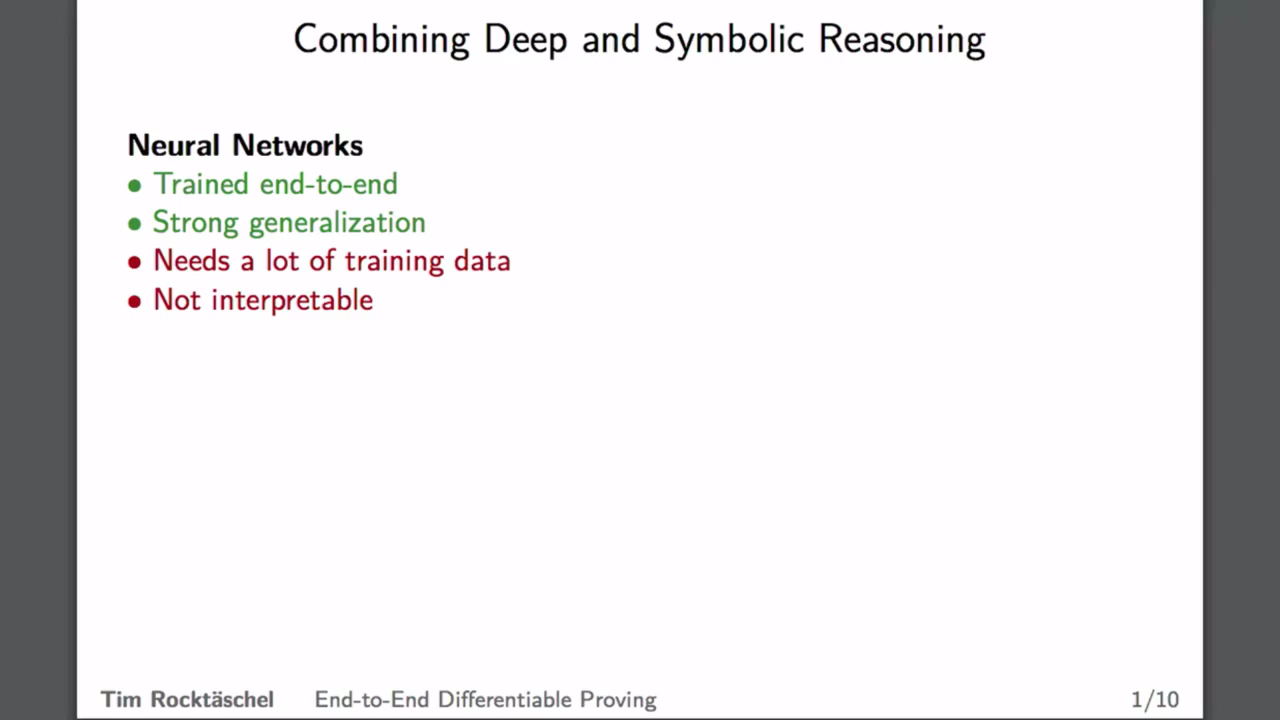 Combining Deep and Symbolic Reasoning
Neural Networks
• Trained end-to-end
• Strong generalization
• Needs a lot of training data
• Not interpretable
Tim Rocktäschel End-to-End Differentiable Proving 1/10